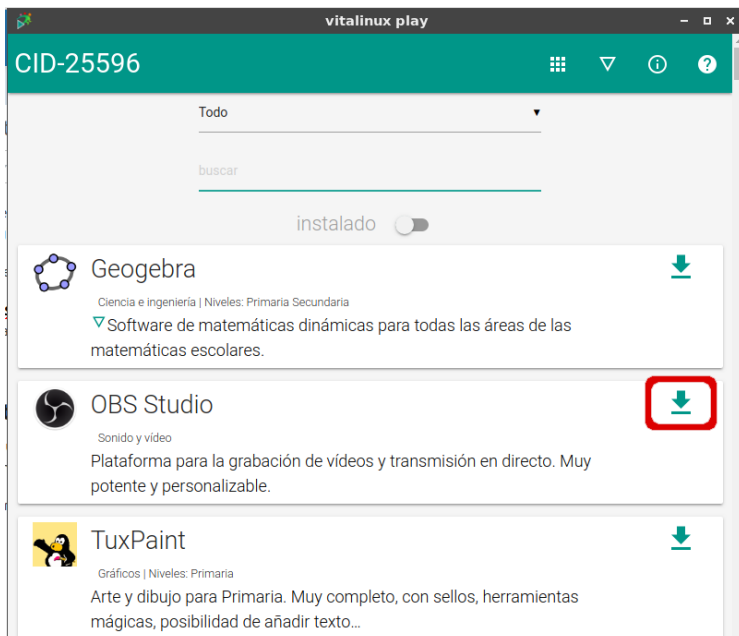 vitalinux play
CID-25596
Todo
buscar
instalado
Geogebra
Ciencia e ingeniería | Niveles: Primaria Secundaria
Software de matemáticas dinámicas para todas las áreas de las
matemáticas escolares.
OBS Studio
Sonido y vídeo
Plataforma para la grabación de vídeos y transmisión en directo. Muy
potente y personalizable.
TuxPaint
Gráficos | Niveles: Primaria
Arte y dibujo para Primaria. Muy completo, con sellos, herramientas
mágicas, posibilidad de añadir texto...